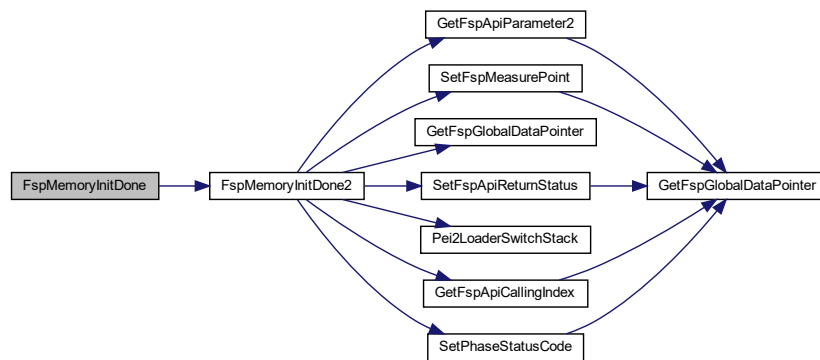 GetFspApiParameter2
SetFspMeasurePoint
GetFspGlobalDataPointer
FspMemoryInitDone
FspMemoryInitDone2
SetFspApiReturnStatus
GetFspGlobalDataPointer
Pei2LoaderSwitchStack
GetFspApiCallingIndex
SetPhaseStatusCode